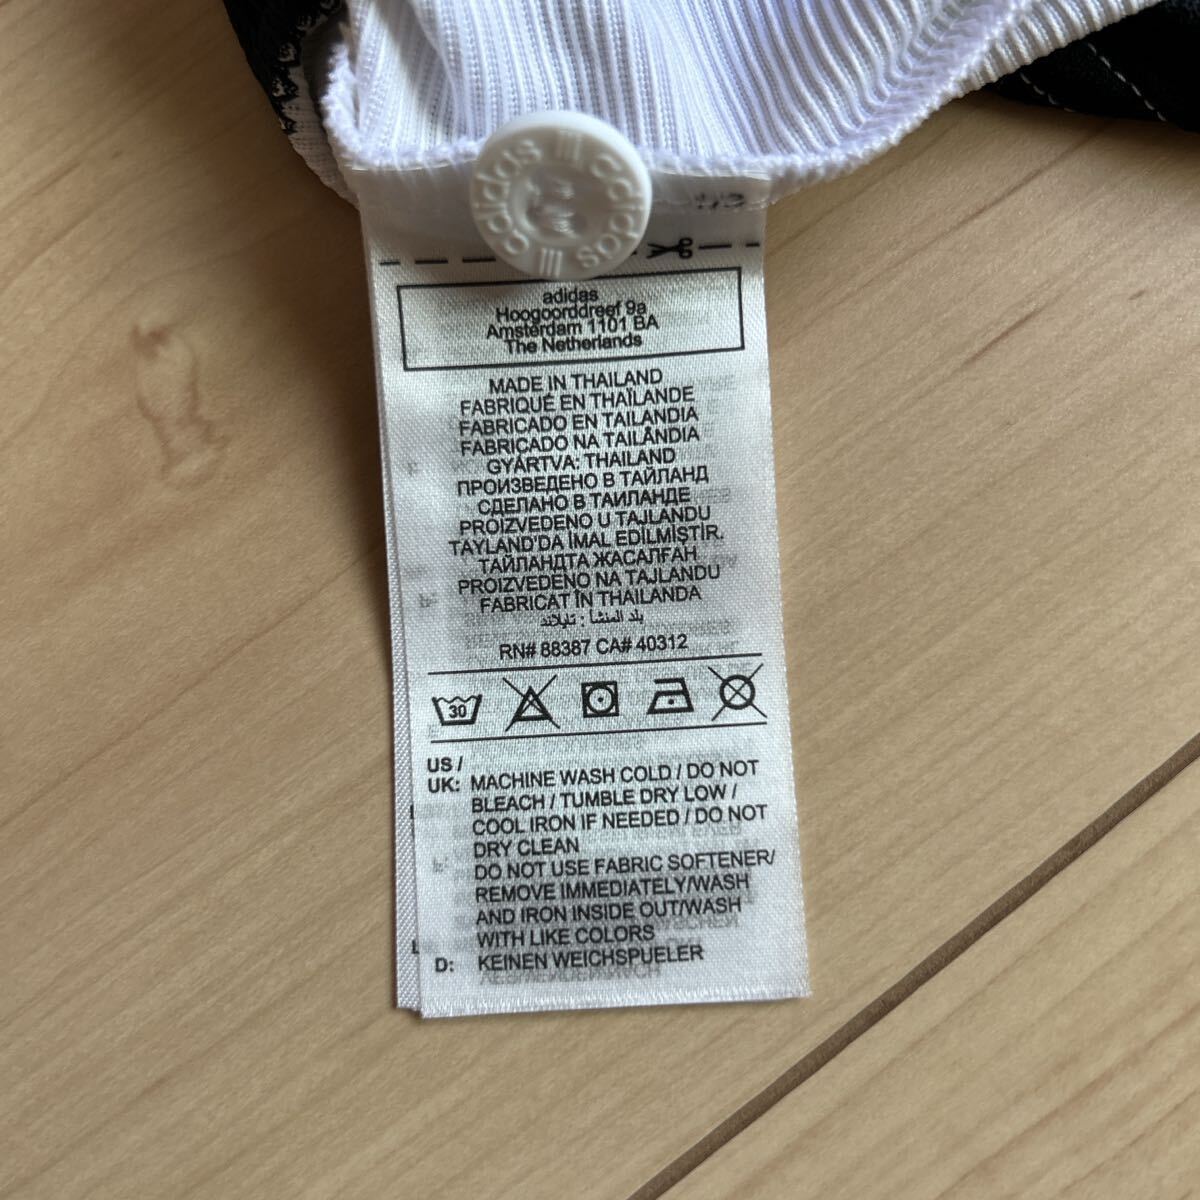 adidas adidas
adidas
Hoogoorddreef 9a
Amsterdam 1101 BA
The Netherlands
MADE IN THAILAND
FABRIQUÉ EN THAÏLANDE
FABRICADO EN TAILANDIA
FABRICADO NA TAILÂNDIA
GYÁRTVA: THAILAND
ПРОИЗВЕДЕНО В ТАЙЛАНД
СДЕЛАНО В ТАИЛАНДЕ
PROIZVEDENO U TAJLANDU
TAYLAND'DA İMAL EDİLMİŞTİR.
ТАЙЛАНДТА ЖАСАЛҒАН
PROIZVEDENO NA TAJLANDU
FABRICAT ÎN THAILANDA
بلد المنشأ : تايلاند
RN# 88387 CA# 40312
30
US /
UK: MACHINE WASH COLD / DO NOT
BLEACH / TUMBLE DRY LOW /
COOL IRON IF NEEDED / DO NOT
DRY CLEAN
DO NOT USE FABRIC SOFTENER/
REMOVE IMMEDIATELY/WASH
AND IRON INSIDE OUT/WASH
WITH LIKE COLORS
D: KEINEN WEICHSPUELER